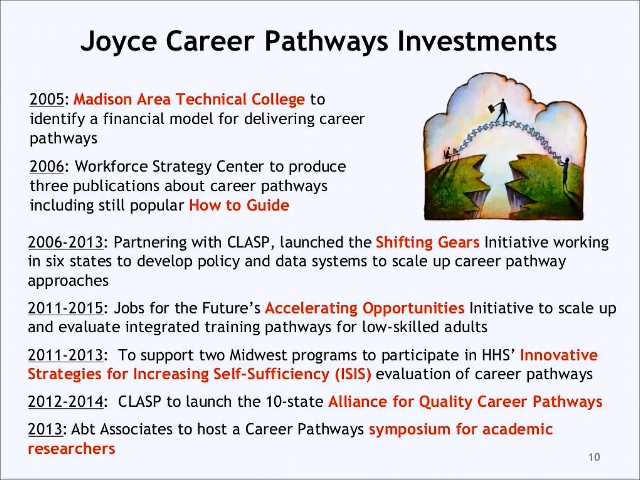 Joyce Career Pathways Investments
2005: Madison Area Technical College to
identify a financial model for delivering career
pathways
2006: Workforce Strategy Center to produce
three publications about career pathways
including still popular How to Guide
2006-2013: Partnering with CLASP, launched the Shifting Gears Initiative working
in six states to develop policy and data systems to scale up career pathway
approaches
2011-2015: Jobs for the Future’s Accelerating Opportunities Initiative to scale up
and evaluate integrated training pathways for low-skilled adults
2011-2013: To support two Midwest programs to participate in HHS’ Innovative
Strategies for Increasing Self-Sufficiency (ISIS) evaluation of career pathways
2012-2014: CLASP to launch the 10-state Alliance for Quality Career Pathways
2013: Abt Associates to host a Career Pathways symposium for academic
researchers
10